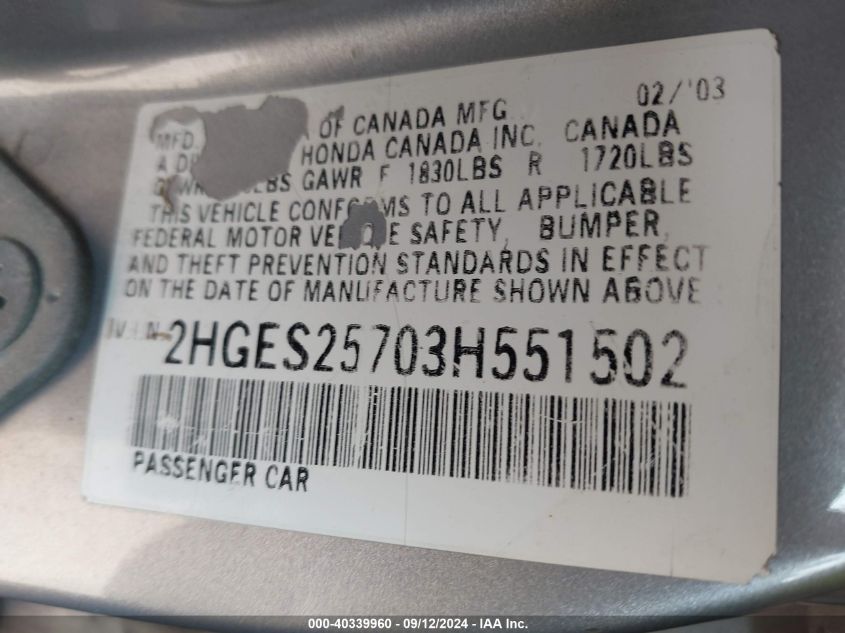 02/'03
MFD. OF CANADA MFG.
A HONDA CANADA INC. CANADA
GAWR F 1830LBS R 1720LBS
THIS VEHICLE TO ALL APPLICABLE
FEDERAL MOTOR SAFETY, BUMPER,
AND THEFT PREVENTION STANDARDS IN EFFECT
ON THE DATE OF MANUFACTURE SHOWN ABOVE
V.I.N. 2HGES25703H551502
PASSENGER CAR
000-40339960 - 09/12/2024 - IAA Inc.